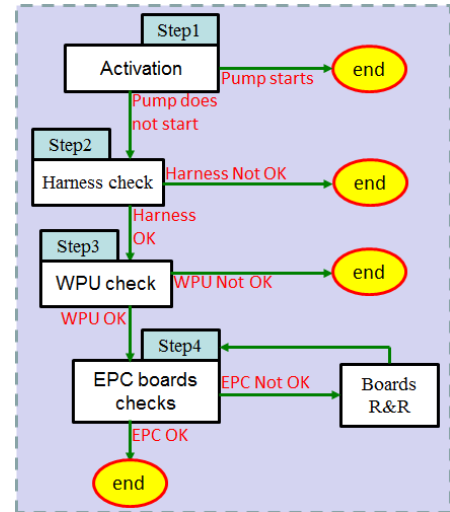 Step1
Activation
Pump starts
end
Pump does
not start
Step2
Harness check
Harness Not OK
end
Harness
OK
Step3
WPU check
WPU Not OK
end
WPU OK
Step4
EPC boards
checks
EPC Not OK
Boards
R&R
EPC OK
end